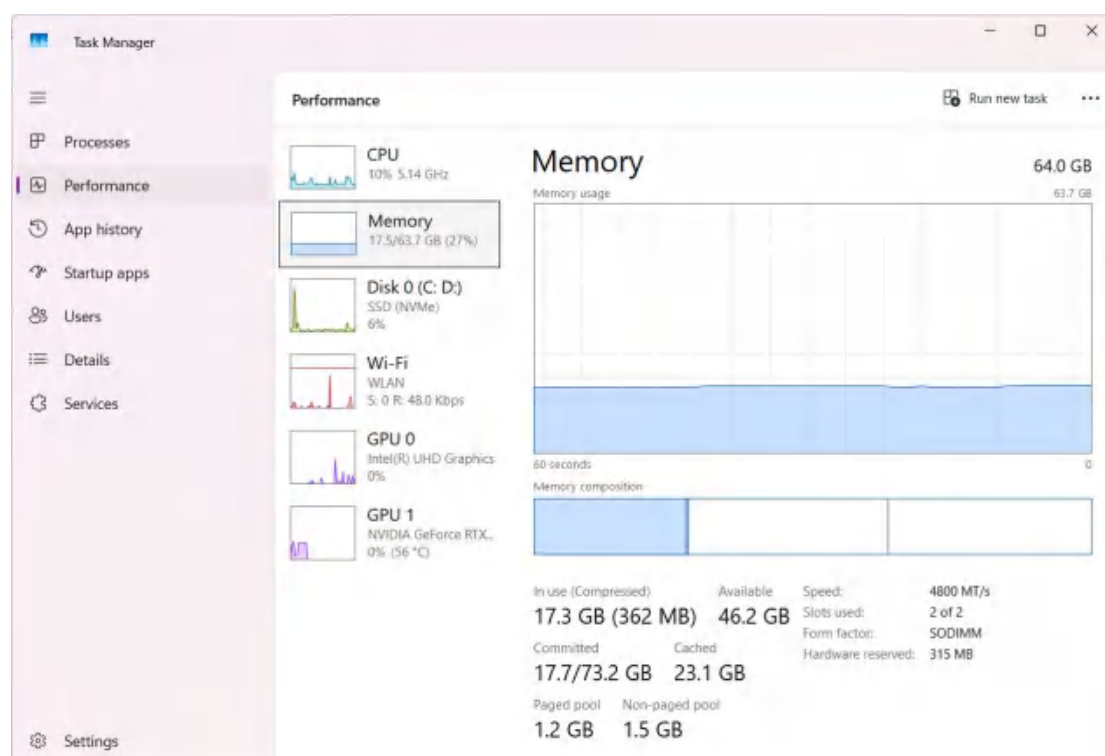 Task Manager
Performance
Run new task
Processes
Performance
App history
Startup apps
Users
Details
Services
Settings
CPU
10% 5.14 GHz
Memory
17.5/63.7 GB (27%)
Disk 0 (C: D:)
SSD (NVMe)
6%
Wi-Fi
WLAN
S: 0 R: 48.0 Kbps
GPU 0
Intel(R) UHD Graphics
0%
GPU 1
NVIDIA GeForce RTX...
0% (56 °C)
Memory 64.0 GB
Memory usage 63.7 GB
60 seconds 0
Memory composition
In use (Compressed) Available
17.3 GB (362 MB) 46.2 GB
Committed Cached
17.7/73.2 GB 23.1 GB
Paged pool Non-paged pool
1.2 GB 1.5 GB
Speed: 4800 MT/s
Slots used: 2 of 2
Form factor: SODIMM
Hardware reserved: 315 MB